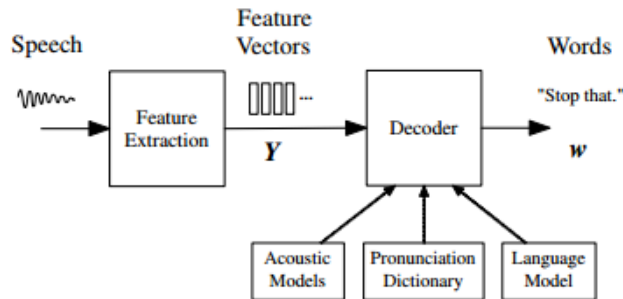 Speech
Feature
Vectors
Words
Feature
Extraction
...
Y
Decoder
"Stop that."
w
Acoustic
Models
Pronunciation
Dictionary
Language
Model